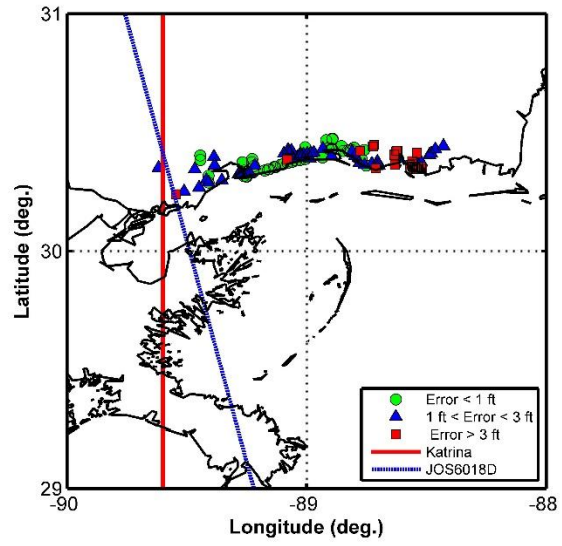 31
30
29
-90
-89
-88
Latitude (deg.)
Longitude (deg.)
Error < 1 ft
1 ft < Error < 3 ft
Error > 3 ft
Katrina
JOS6018D